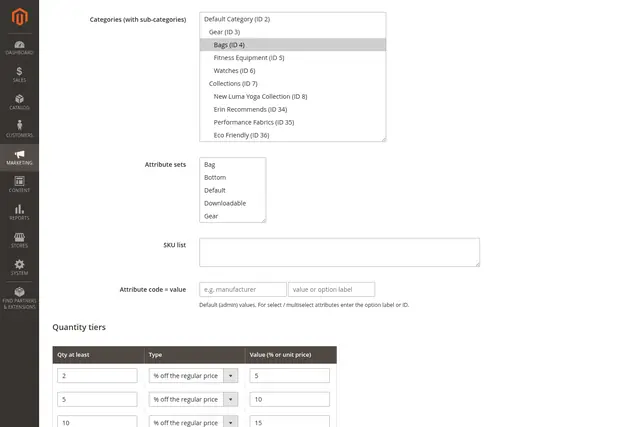 Categories (with sub-categories)
Default Category (ID 2)
Gear (ID 3)
Bags (ID 4)
Fitness Equipment (ID 5)
Watches (ID 6)
Collections (ID 7)
New Luma Yoga Collection (ID 8)
Erin Recommends (ID 34)
Performance Fabrics (ID 35)
Eco Friendly (ID 36)
DASHBOARD
SALES
CATALOG
CUSTOMERS
MARKETING
CONTENT
REPORTS
STORES
SYSTEM
FIND PARTNERS
& EXTENSIONS
Attribute sets
Bag
Bottom
Default
Downloadable
Gear
SKU list
Attribute code = value
e.g. manufacturer
value or option label
Default (admin) values. For select / multiselect attributes enter the option label or ID.
Quantity tiers
Qty at least Type Value (% or unit price)
2 % off the regular price 5
5 % off the regular price 10
10 % off the regular price 15